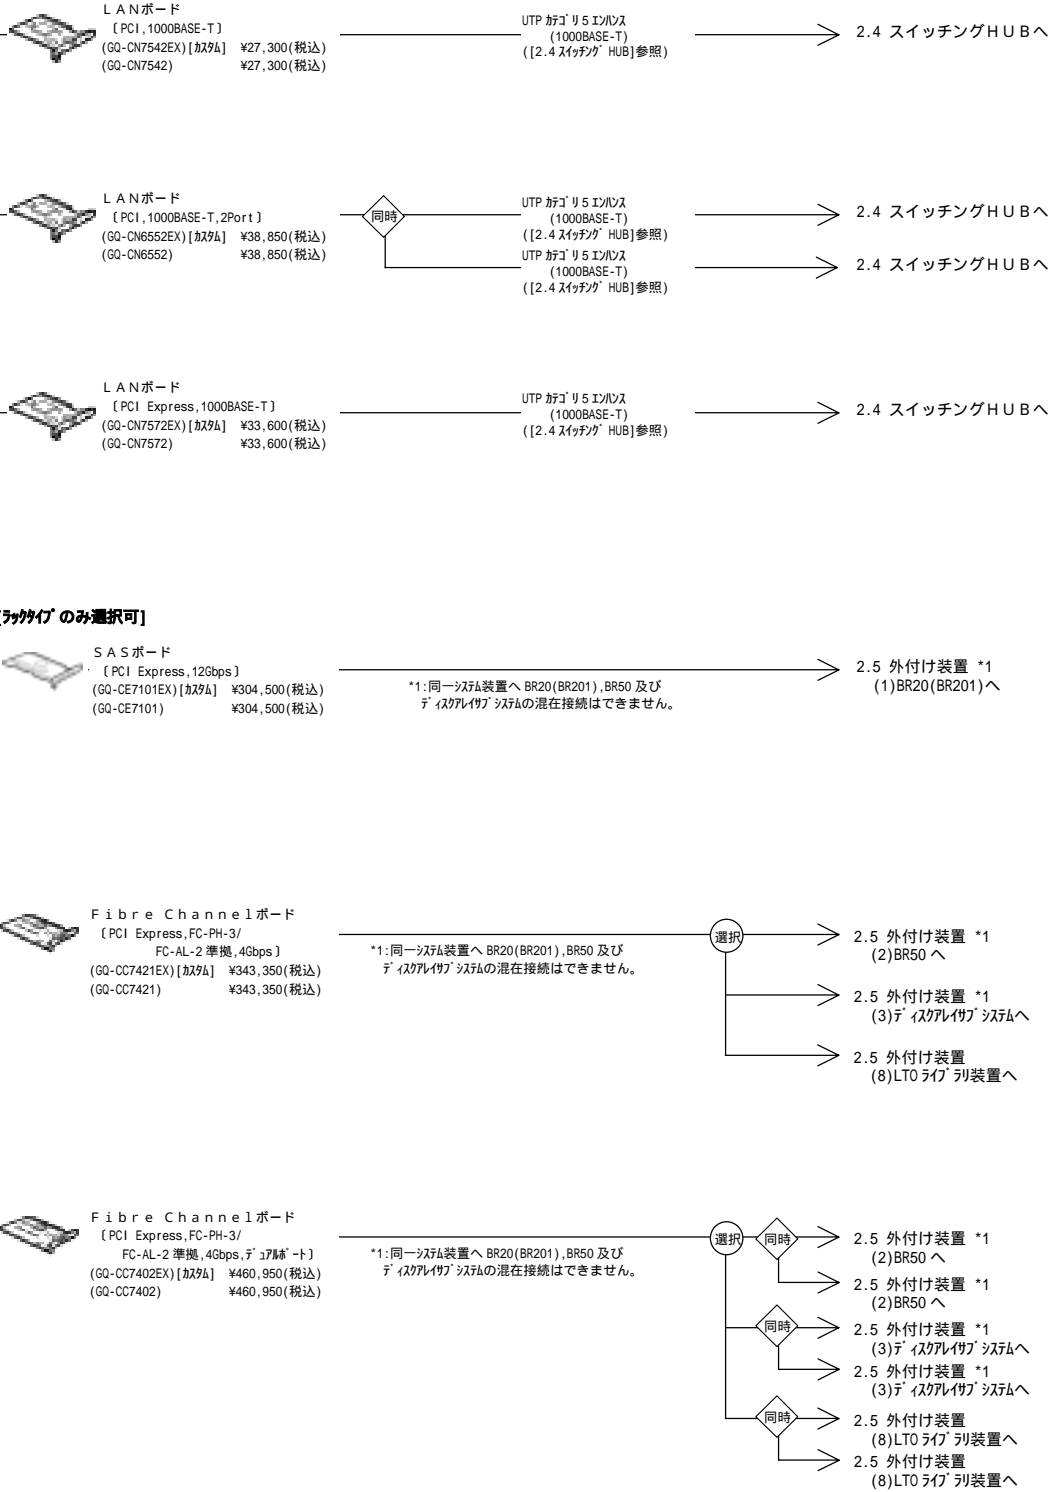 ＬＡＮボード
〔PCI,1000BASE-T〕
(GQ-CN7542EX)[ｶｽﾀﾑ] ¥27,300(税込)
(GQ-CN7542) ¥27,300(税込)
UTP ｶﾃｺﾞﾘ 5 ｴﾝﾊﾝｽ
(1000BASE-T)
([2.4 ｽｲｯﾁﾝｸﾞ HUB]参照)
2.4 スイッチングＨＵＢへ
ＬＡＮボード
〔PCI,1000BASE-T,2Port〕
(GQ-CN6552EX)[ｶｽﾀﾑ] ¥38,850(税込)
(GQ-CN6552) ¥38,850(税込)
同時
UTP ｶﾃｺﾞﾘ 5 ｴﾝﾊﾝｽ
(1000BASE-T)
([2.4 ｽｲｯﾁﾝｸﾞ HUB]参照)
2.4 スイッチングＨＵＢへ
UTP ｶﾃｺﾞﾘ 5 ｴﾝﾊﾝｽ
(1000BASE-T)
([2.4 ｽｲｯﾁﾝｸﾞ HUB]参照)
2.4 スイッチングＨＵＢへ
ＬＡＮボード
〔PCI Express,1000BASE-T〕
(GQ-CN7572EX)[ｶｽﾀﾑ] ¥33,600(税込)
(GQ-CN7572) ¥33,600(税込)
UTP ｶﾃｺﾞﾘ 5 ｴﾝﾊﾝｽ
(1000BASE-T)
([2.4 ｽｲｯﾁﾝｸﾞ HUB]参照)
2.4 スイッチングＨＵＢへ
[ﾗｯｸﾀｲﾌﾟのみ選択可]
ＳＡＳボード
〔PCI Express,12Gbps〕
(GQ-CE7101EX)[ｶｽﾀﾑ] ¥304,500(税込)
(GQ-CE7101) ¥304,500(税込)
*1:同一ｼｽﾃﾑ装置へ BR20(BR201),BR50 及び
ﾃﾞｨｽｸｱﾚｲｻﾌﾞｼｽﾃﾑの混在接続はできません。
2.5 外付け装置 *1
(1)BR20(BR201)へ
Ｆｉｂｒｅ Ｃｈａｎｎｅｌボード
〔PCI Express,FC-PH-3/
FC-AL-2 準拠,4Gbps〕
(GQ-CC7421EX)[ｶｽﾀﾑ] ¥343,350(税込)
(GQ-CC7421) ¥343,350(税込)
*1:同一ｼｽﾃﾑ装置へ BR20(BR201),BR50 及び
ﾃﾞｨｽｸｱﾚｲｻﾌﾞｼｽﾃﾑの混在接続はできません。
選択
2.5 外付け装置 *1
(2)BR50 へ
2.5 外付け装置 *1
(3)ﾃﾞｨｽｸｱﾚｲｻﾌﾞｼｽﾃﾑへ
2.5 外付け装置
(8)LTO ﾗｲﾌﾞﾗﾘ装置へ
Ｆｉｂｒｅ Ｃｈａｎｎｅｌボード
〔PCI Express,FC-PH-3/
FC-AL-2 準拠,4Gbps,ﾃﾞｭｱﾙﾎﾟｰﾄ〕
(GQ-CC7402EX)[ｶｽﾀﾑ] ¥460,950(税込)
(GQ-CC7402) ¥460,950(税込)
*1:同一ｼｽﾃﾑ装置へ BR20(BR201),BR50 及び
ﾃﾞｨｽｸｱﾚｲｻﾌﾞｼｽﾃﾑの混在接続はできません。
選択
同時
2.5 外付け装置 *1
(2)BR50 へ
2.5 外付け装置 *1
(2)BR50 へ
同時
2.5 外付け装置 *1
(3)ﾃﾞｨｽｸｱﾚｲｻﾌﾞｼｽﾃﾑへ
2.5 外付け装置 *1
(3)ﾃﾞｨｽｸｱﾚｲｻﾌﾞｼｽﾃﾑへ
同時
2.5 外付け装置
(8)LTO ﾗｲﾌﾞﾗﾘ装置へ
2.5 外付け装置
(8)LTO ﾗｲﾌﾞﾗﾘ装置へ